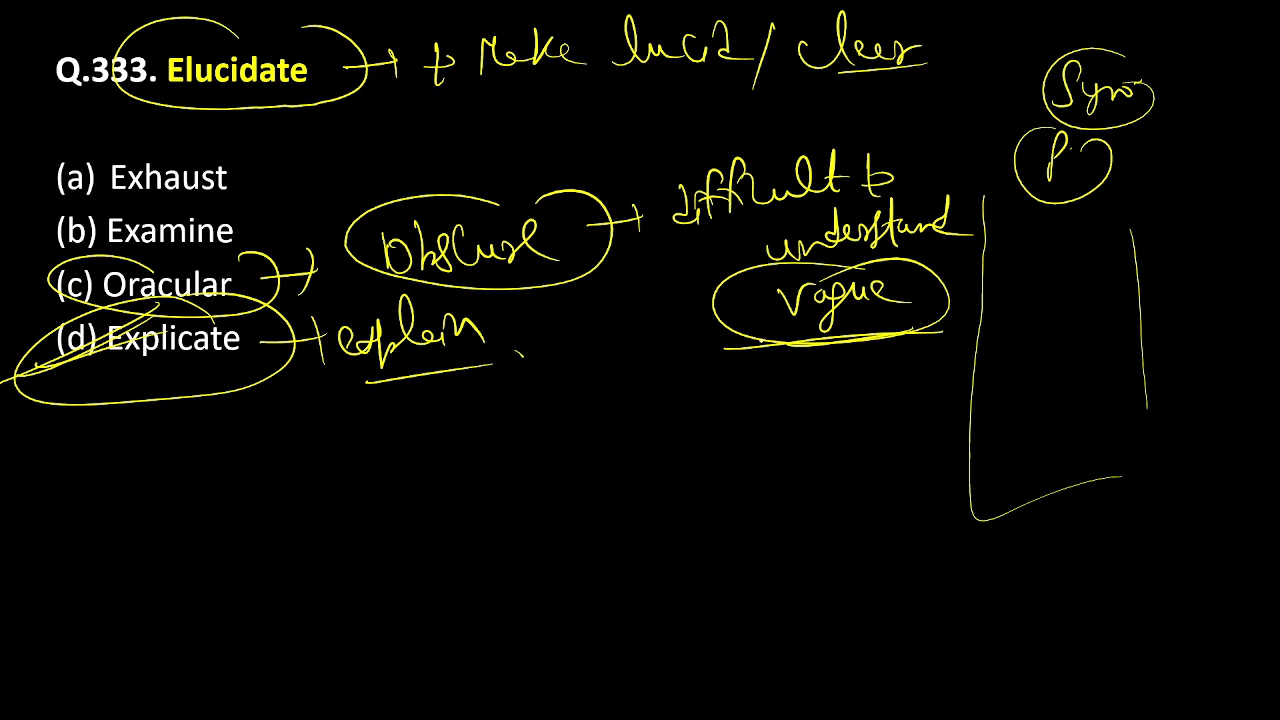 Q.333. Elucidate → to Make lucid / clear
Syno
P.
(a) Exhaust
(b) Examine
(c) Oracular → Obscure → difficult to
understand
vague
(d) Explicate → explain